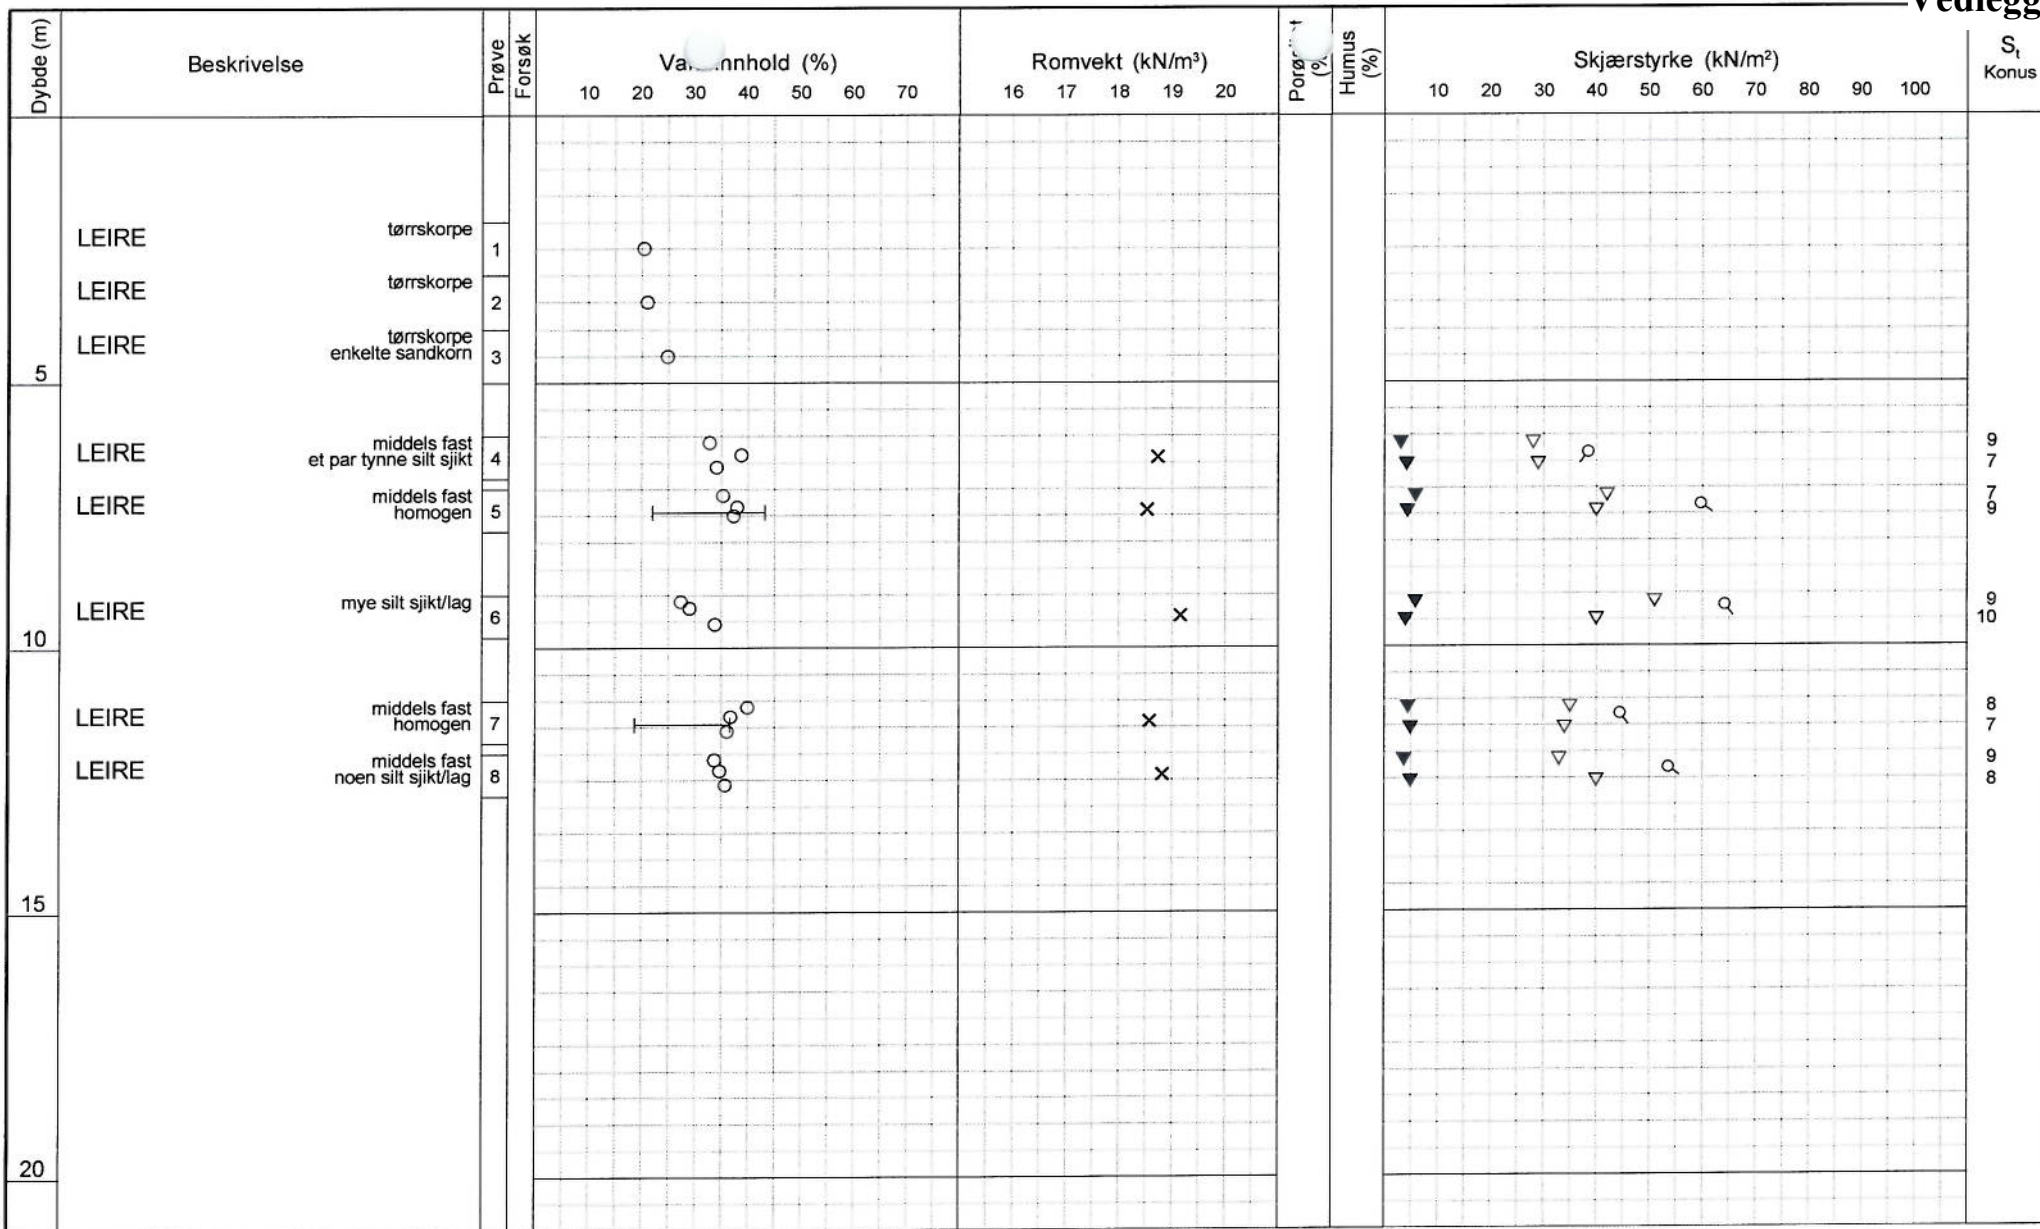 Vedlegg
Dybde (m)
Beskrivelse
Prøve
Forsøk
(%)
10 20 30 40 50 60 70
Romvekt (kN/m³)
16 17 18 19 20
Humus
(%)
Skjærstyrke (kN/m²)
10 20 30 40 50 60 70 80 90 100
St
Konus
LEIRE tørrskorpe 1
LEIRE tørrskorpe 2
LEIRE tørrskorpe
enkelte sandkorn 3
5
LEIRE middels fast 9
et par tynne silt sjikt 4 7
LEIRE middels fast 7
homogen 5 9
LEIRE mye silt sjikt/lag 9
6 10
10
LEIRE middels fast 8
homogen 7 7
LEIRE middels fast 9
noen silt sjikt/lag 8 8
15
20